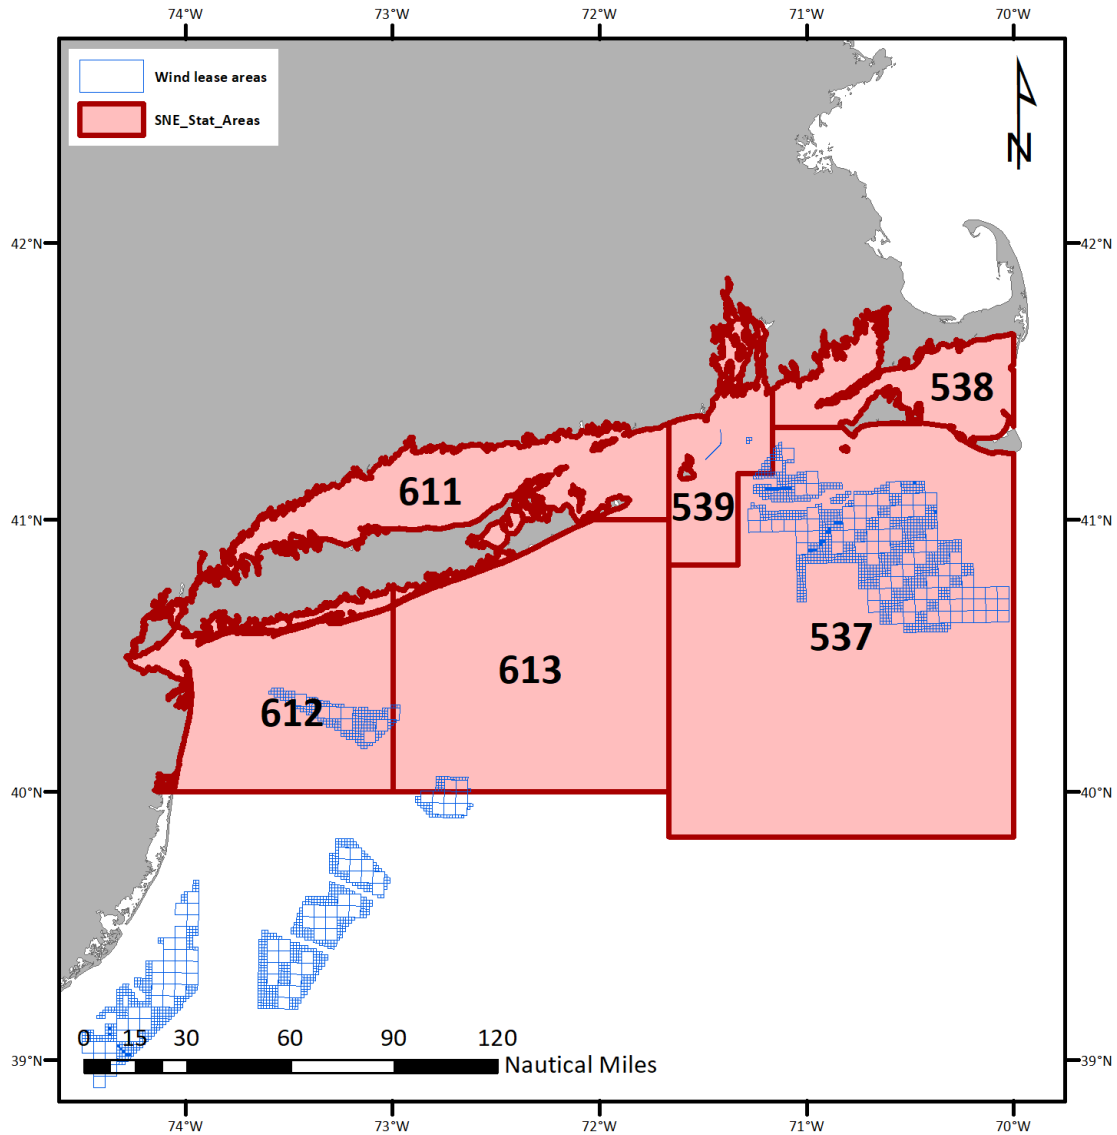 74°W 73°W 72°W 71°W 70°W
Wind lease areas
SNE_Stat_Areas
N
42°N 42°N
538
611
539
41°N 41°N
537
613
612
40°N 40°N
0 15 30 60 90 120
Nautical Miles
39°N 39°N
74°W 73°W 72°W 71°W 70°W